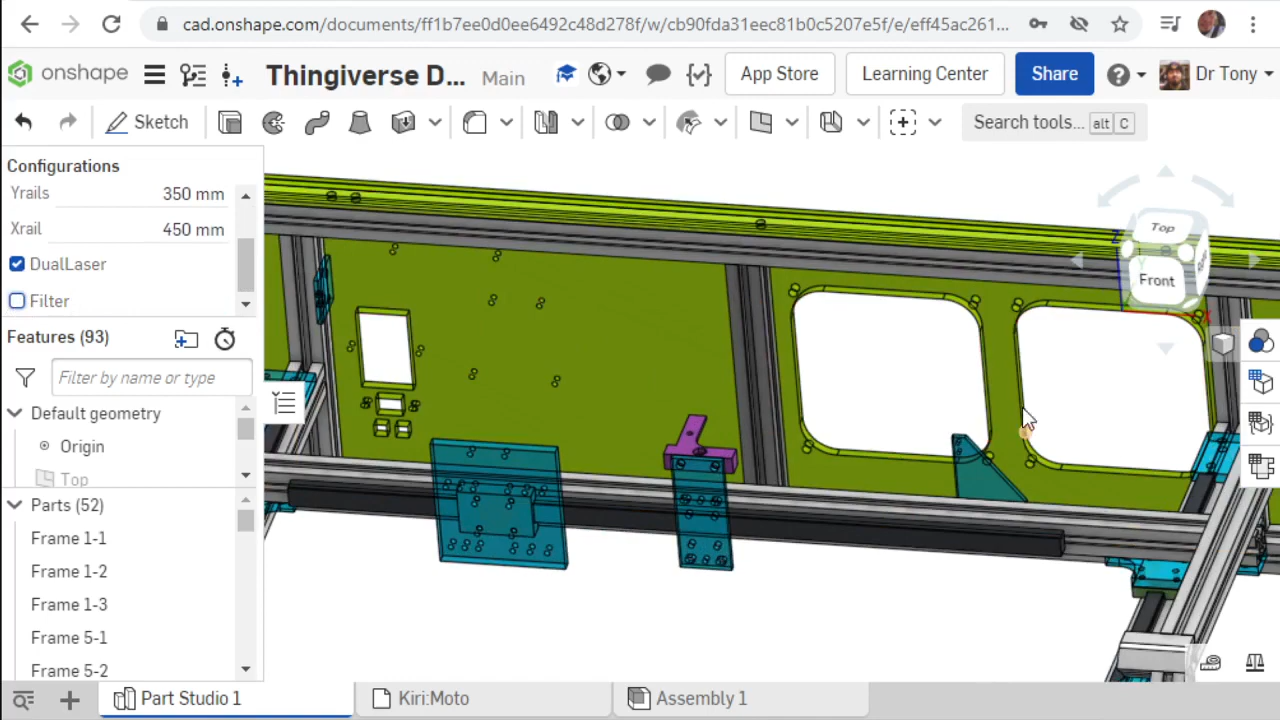 cad.onshape.com/documents/ff1b7ee0d0ee6492c48d278f/w/cb90fda31eec81b0c5207e5f/e/eff45ac261...
onshape
Thingiverse D... Main
App Store
Learning Center
Share
Dr Tony
Sketch
Search tools... alt C
Configurations
Yrails 350 mm
Xrail 450 mm
DualLaser
Filter
Features (93)
Filter by name or type
Default geometry
Origin
Top
Parts (52)
Frame 1-1
Frame 1-2
Frame 1-3
Frame 5-1
Frame 5-2
Top
Front
Z
Y
X
Part Studio 1
Kiri:Moto
Assembly 1